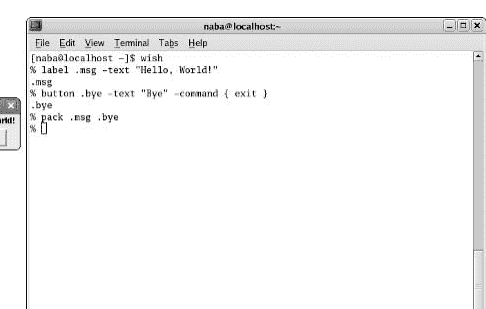 naba@localhost:~
File Edit View Terminal Tabs Help
[naba@localhost ~]$ wish
% label .msg -text "Hello, World!"
.msg
% button .bye -text "Bye" -command { exit }
.bye
% pack .msg .bye
%